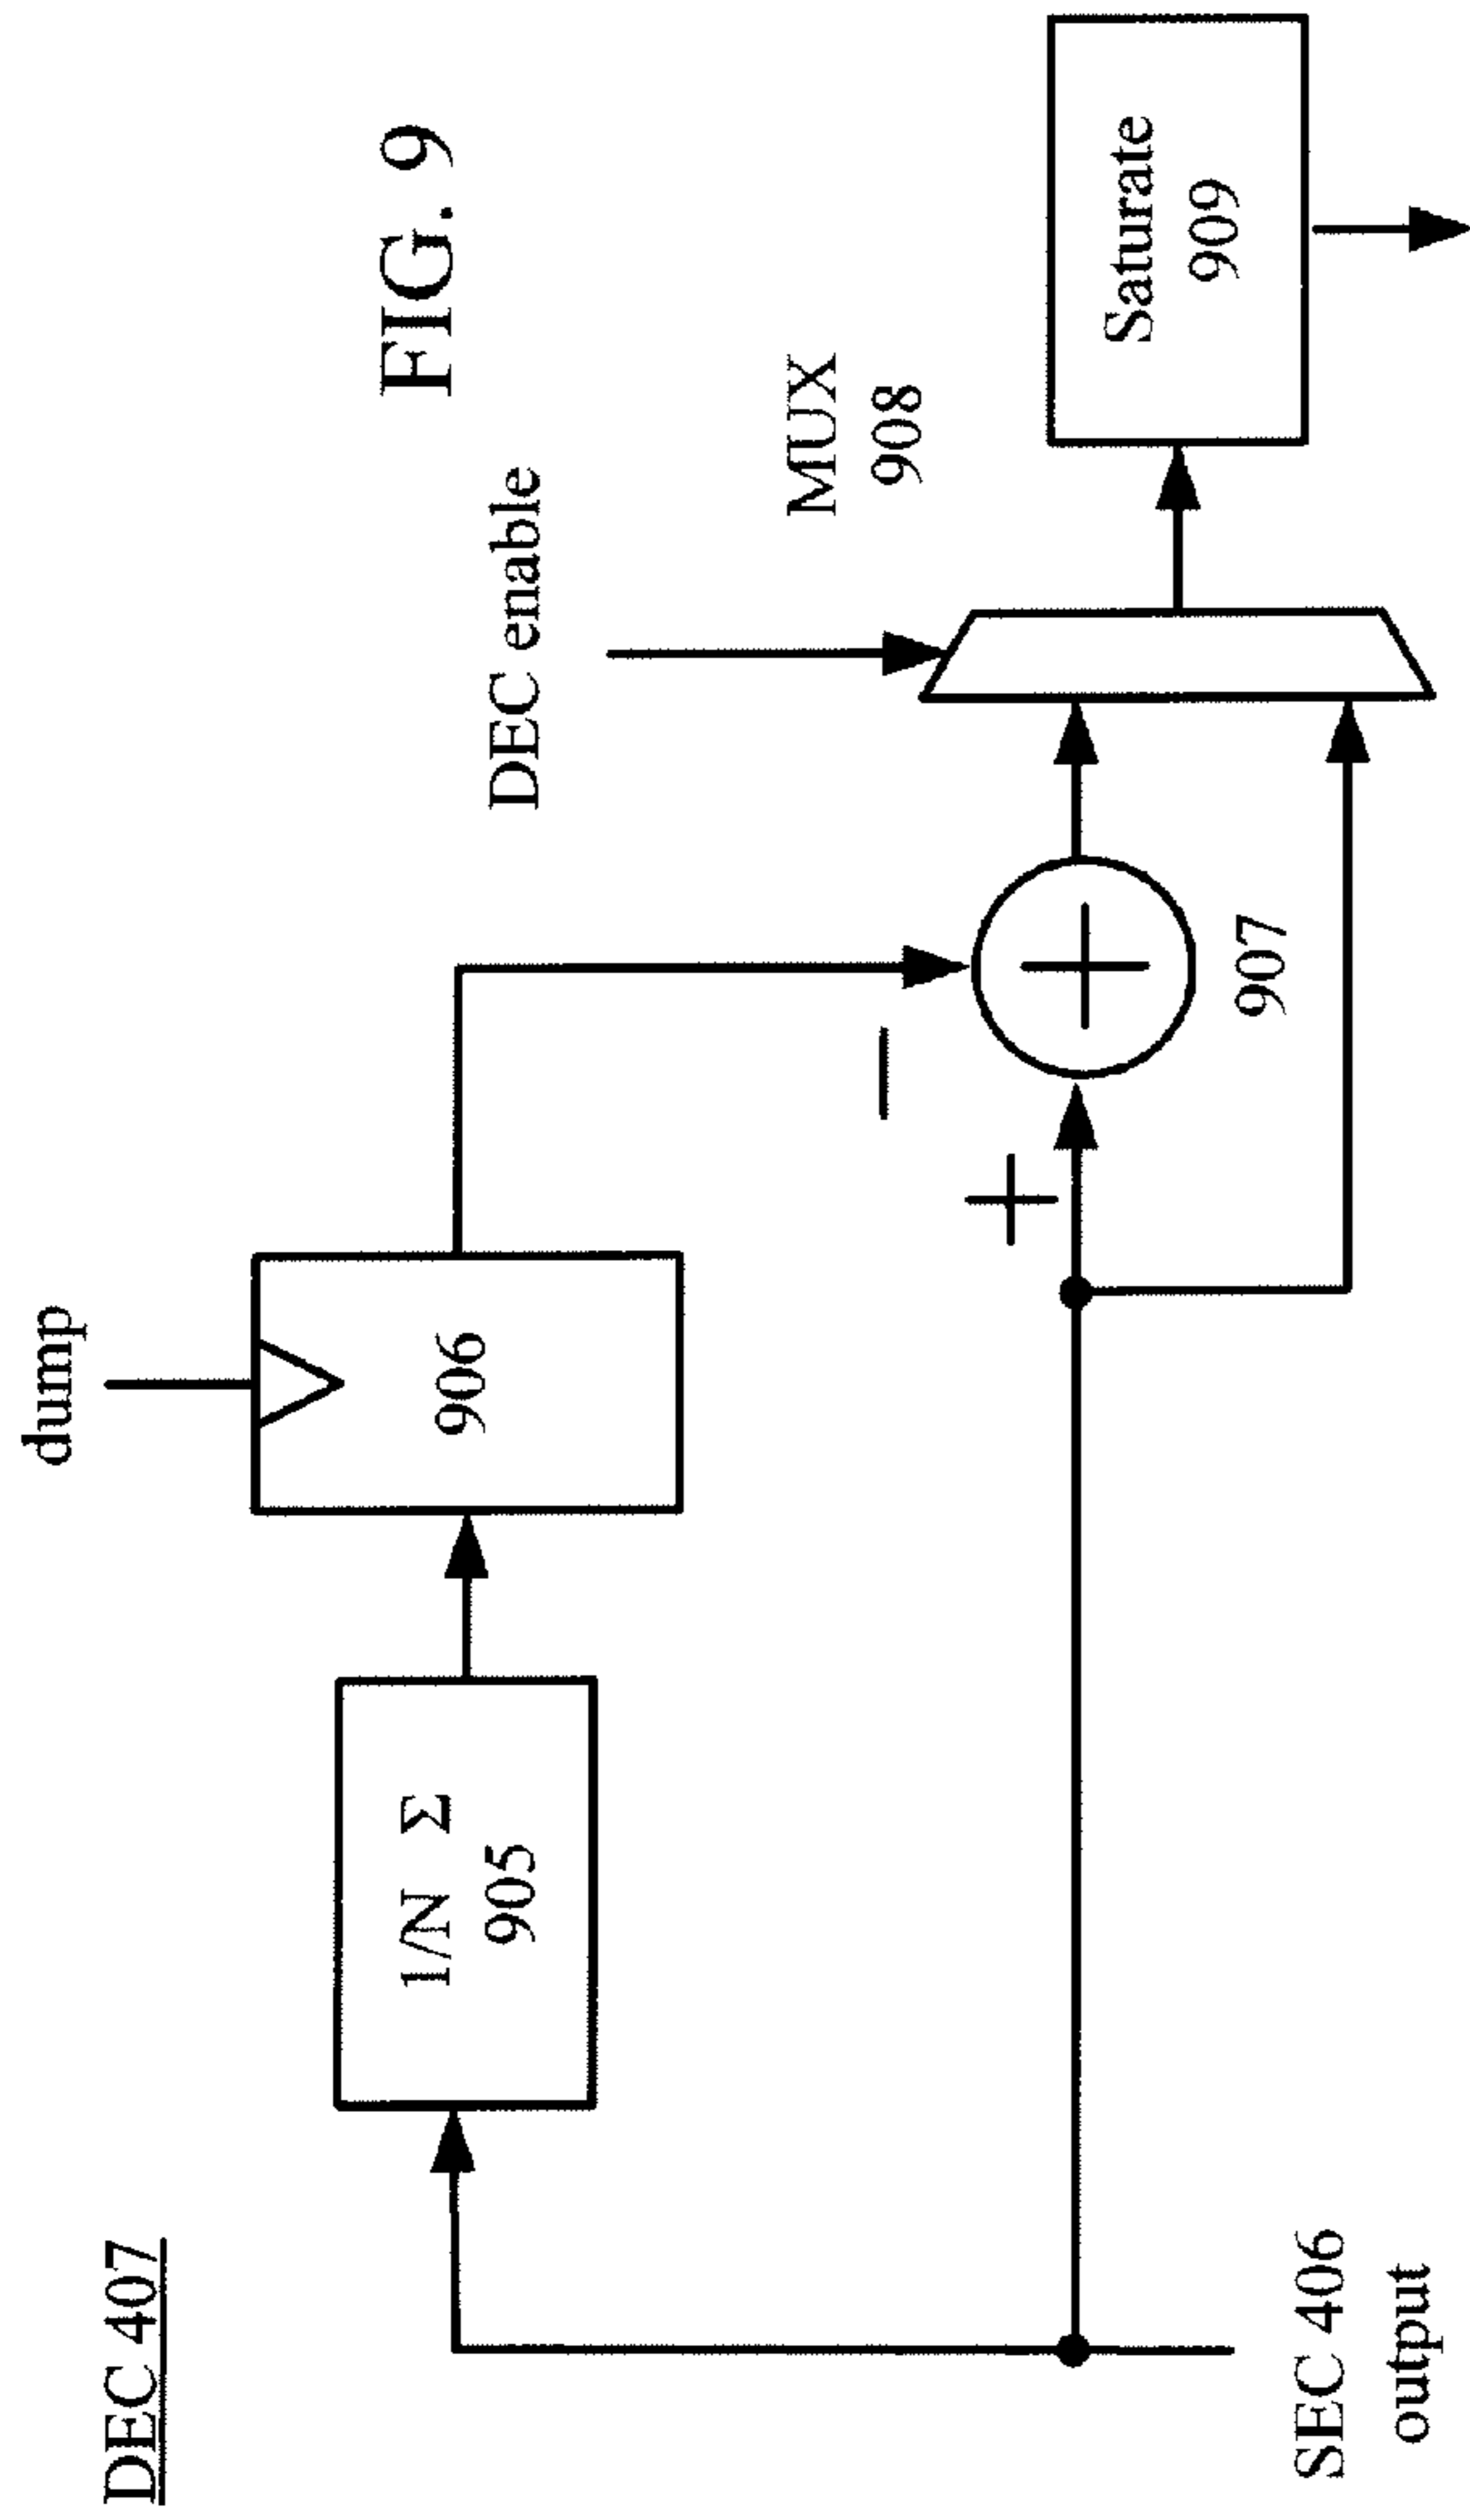 DEC 407
dump
FIG. 9
1/N Σ
905
906
DEC enable
MUX
908
−
+
907
Saturate
909
SEC 406
output